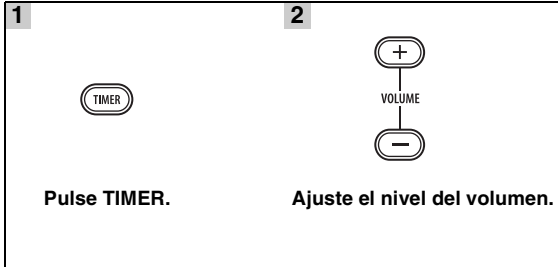 1
2
TIMER
+
VOLUME
−
Pulse TIMER.
Ajuste el nivel del volumen.